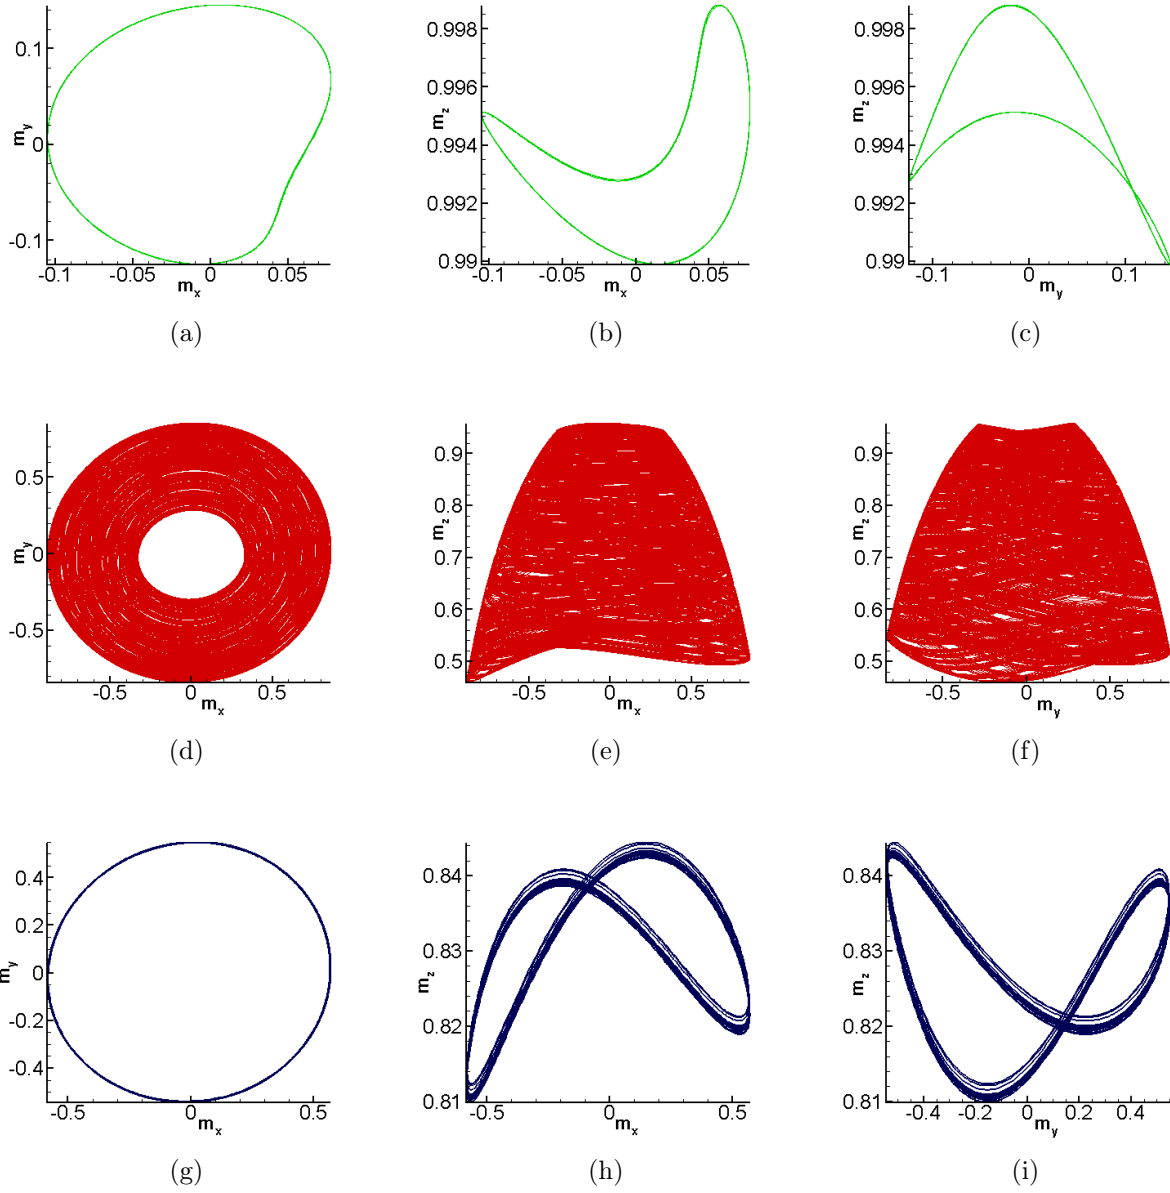 0.1
0
-0.1
m_y
-0.1 -0.05 0 0.05
m_x
(a)
0.998
0.996
0.994
0.992
0.99
m_z
-0.1 -0.05 0 0.05
m_x
(b)
0.998
0.996
0.994
0.992
0.99
m_z
-0.1 0 0.1
m_y
(c)
0.5
0
-0.5
m_y
-0.5 0 0.5
m_x
(d)
0.9
0.8
0.7
0.6
0.5
m_z
-0.5 0 0.5
m_x
(e)
0.9
0.8
0.7
0.6
0.5
m_z
-0.5 0 0.5
m_y
(f)
0.4
0.2
0
-0.2
-0.4
m_y
-0.5 0 0.5
m_x
(g)
0.84
0.83
0.82
0.81
m_z
-0.5 0 0.5
m_x
(h)
0.84
0.83
0.82
0.81
m_z
-0.4 -0.2 0 0.2 0.4
m_y
(i)